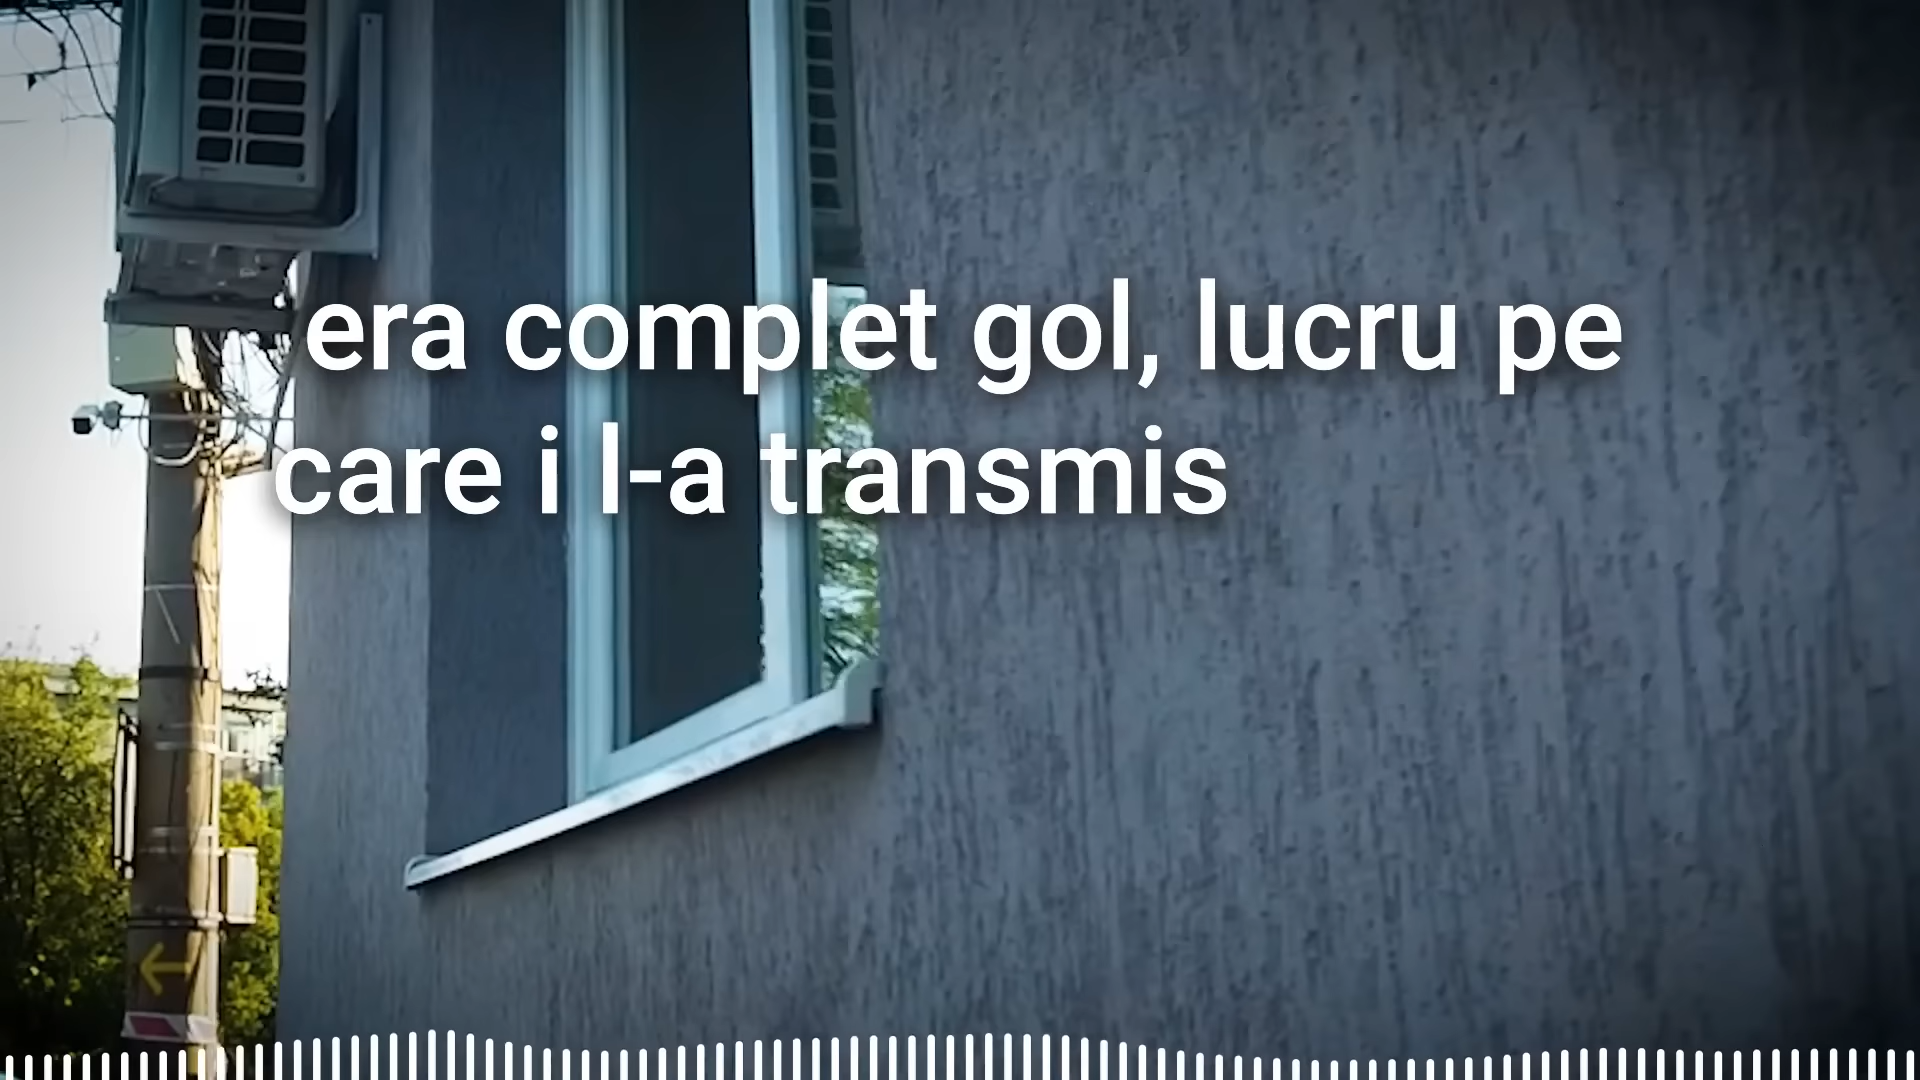 era complet gol, lucru pe
care i l-a transmis